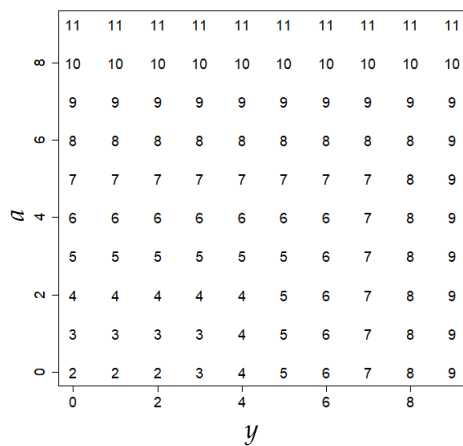 11 11 11 11 11 11 11 11 11 11
8 10 10 10 10 10 10 10 10 10 10
9 9 9 9 9 9 9 9 9 9
6 8 8 8 8 8 8 8 8 8 9
7 7 7 7 7 7 7 7 8 9
a 4 6 6 6 6 6 6 6 7 8 9
5 5 5 5 5 5 6 7 8 9
2 4 4 4 4 4 5 6 7 8 9
3 3 3 3 4 5 6 7 8 9
0 2 2 2 3 4 5 6 7 8 9
0 2 4 6 8
y